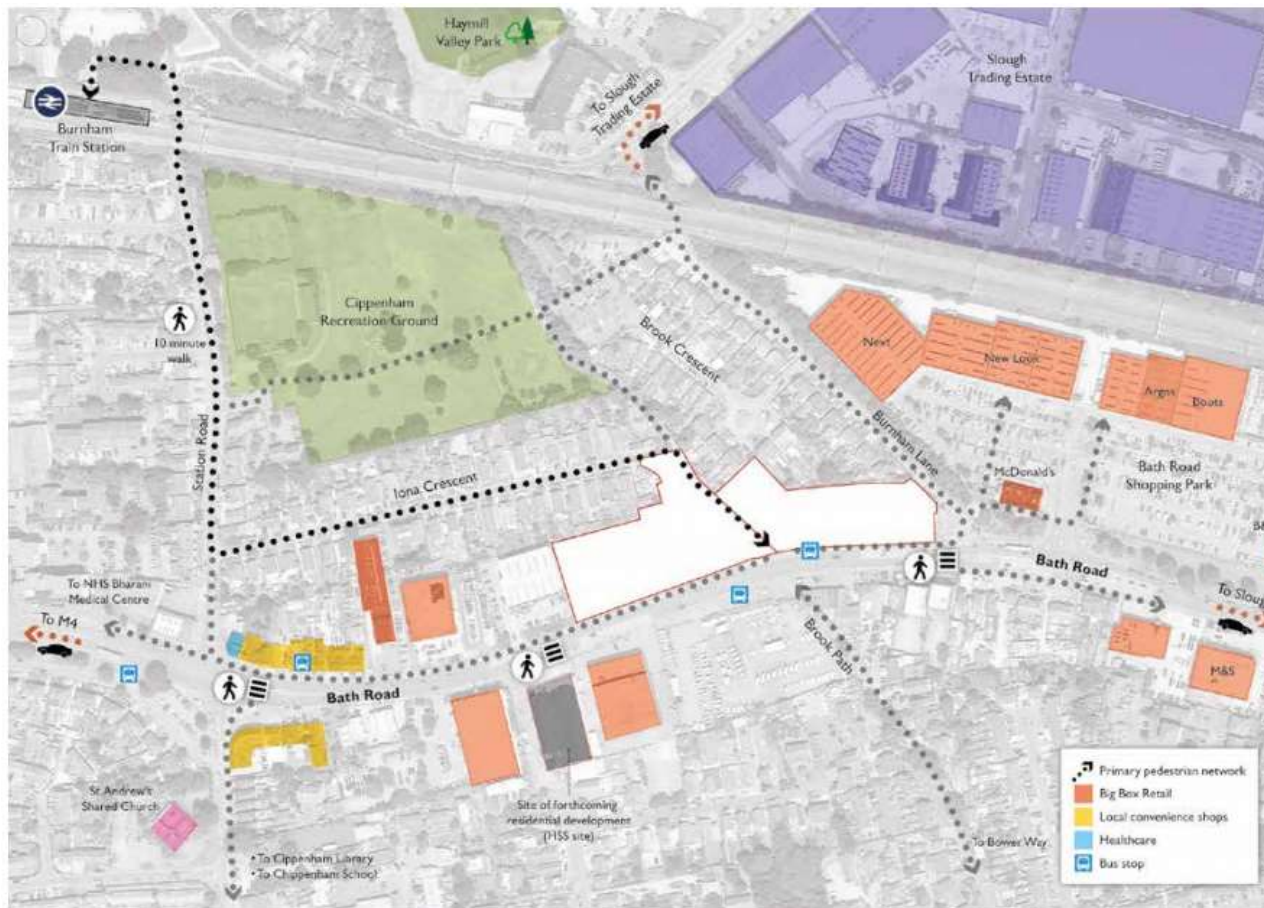 Haymill
Valley Park
Slough
Trading Estate
To Slough
Trading Estate
Burnham
Train Station
Cippenham
Recreation Ground
10 minute
walk
Station Road
Brook Crescent
Next
New Look
Argos
Boots
Burnham Lane
McDonald's
Bath Road
Shopping Park
Iona Crescent
Bath Road
To NHS Bharani
Medical Centre
To M4
To Slough
Brook Path
Bath Road
M&S
St Andrew's
Shared Church
Site of forthcoming
residential development
(HSS site)
To Bower Way
• To Cippenham Library
• To Chippenham School
Primary pedestrian network
Big Box Retail
Local convenience shops
Healthcare
Bus stop